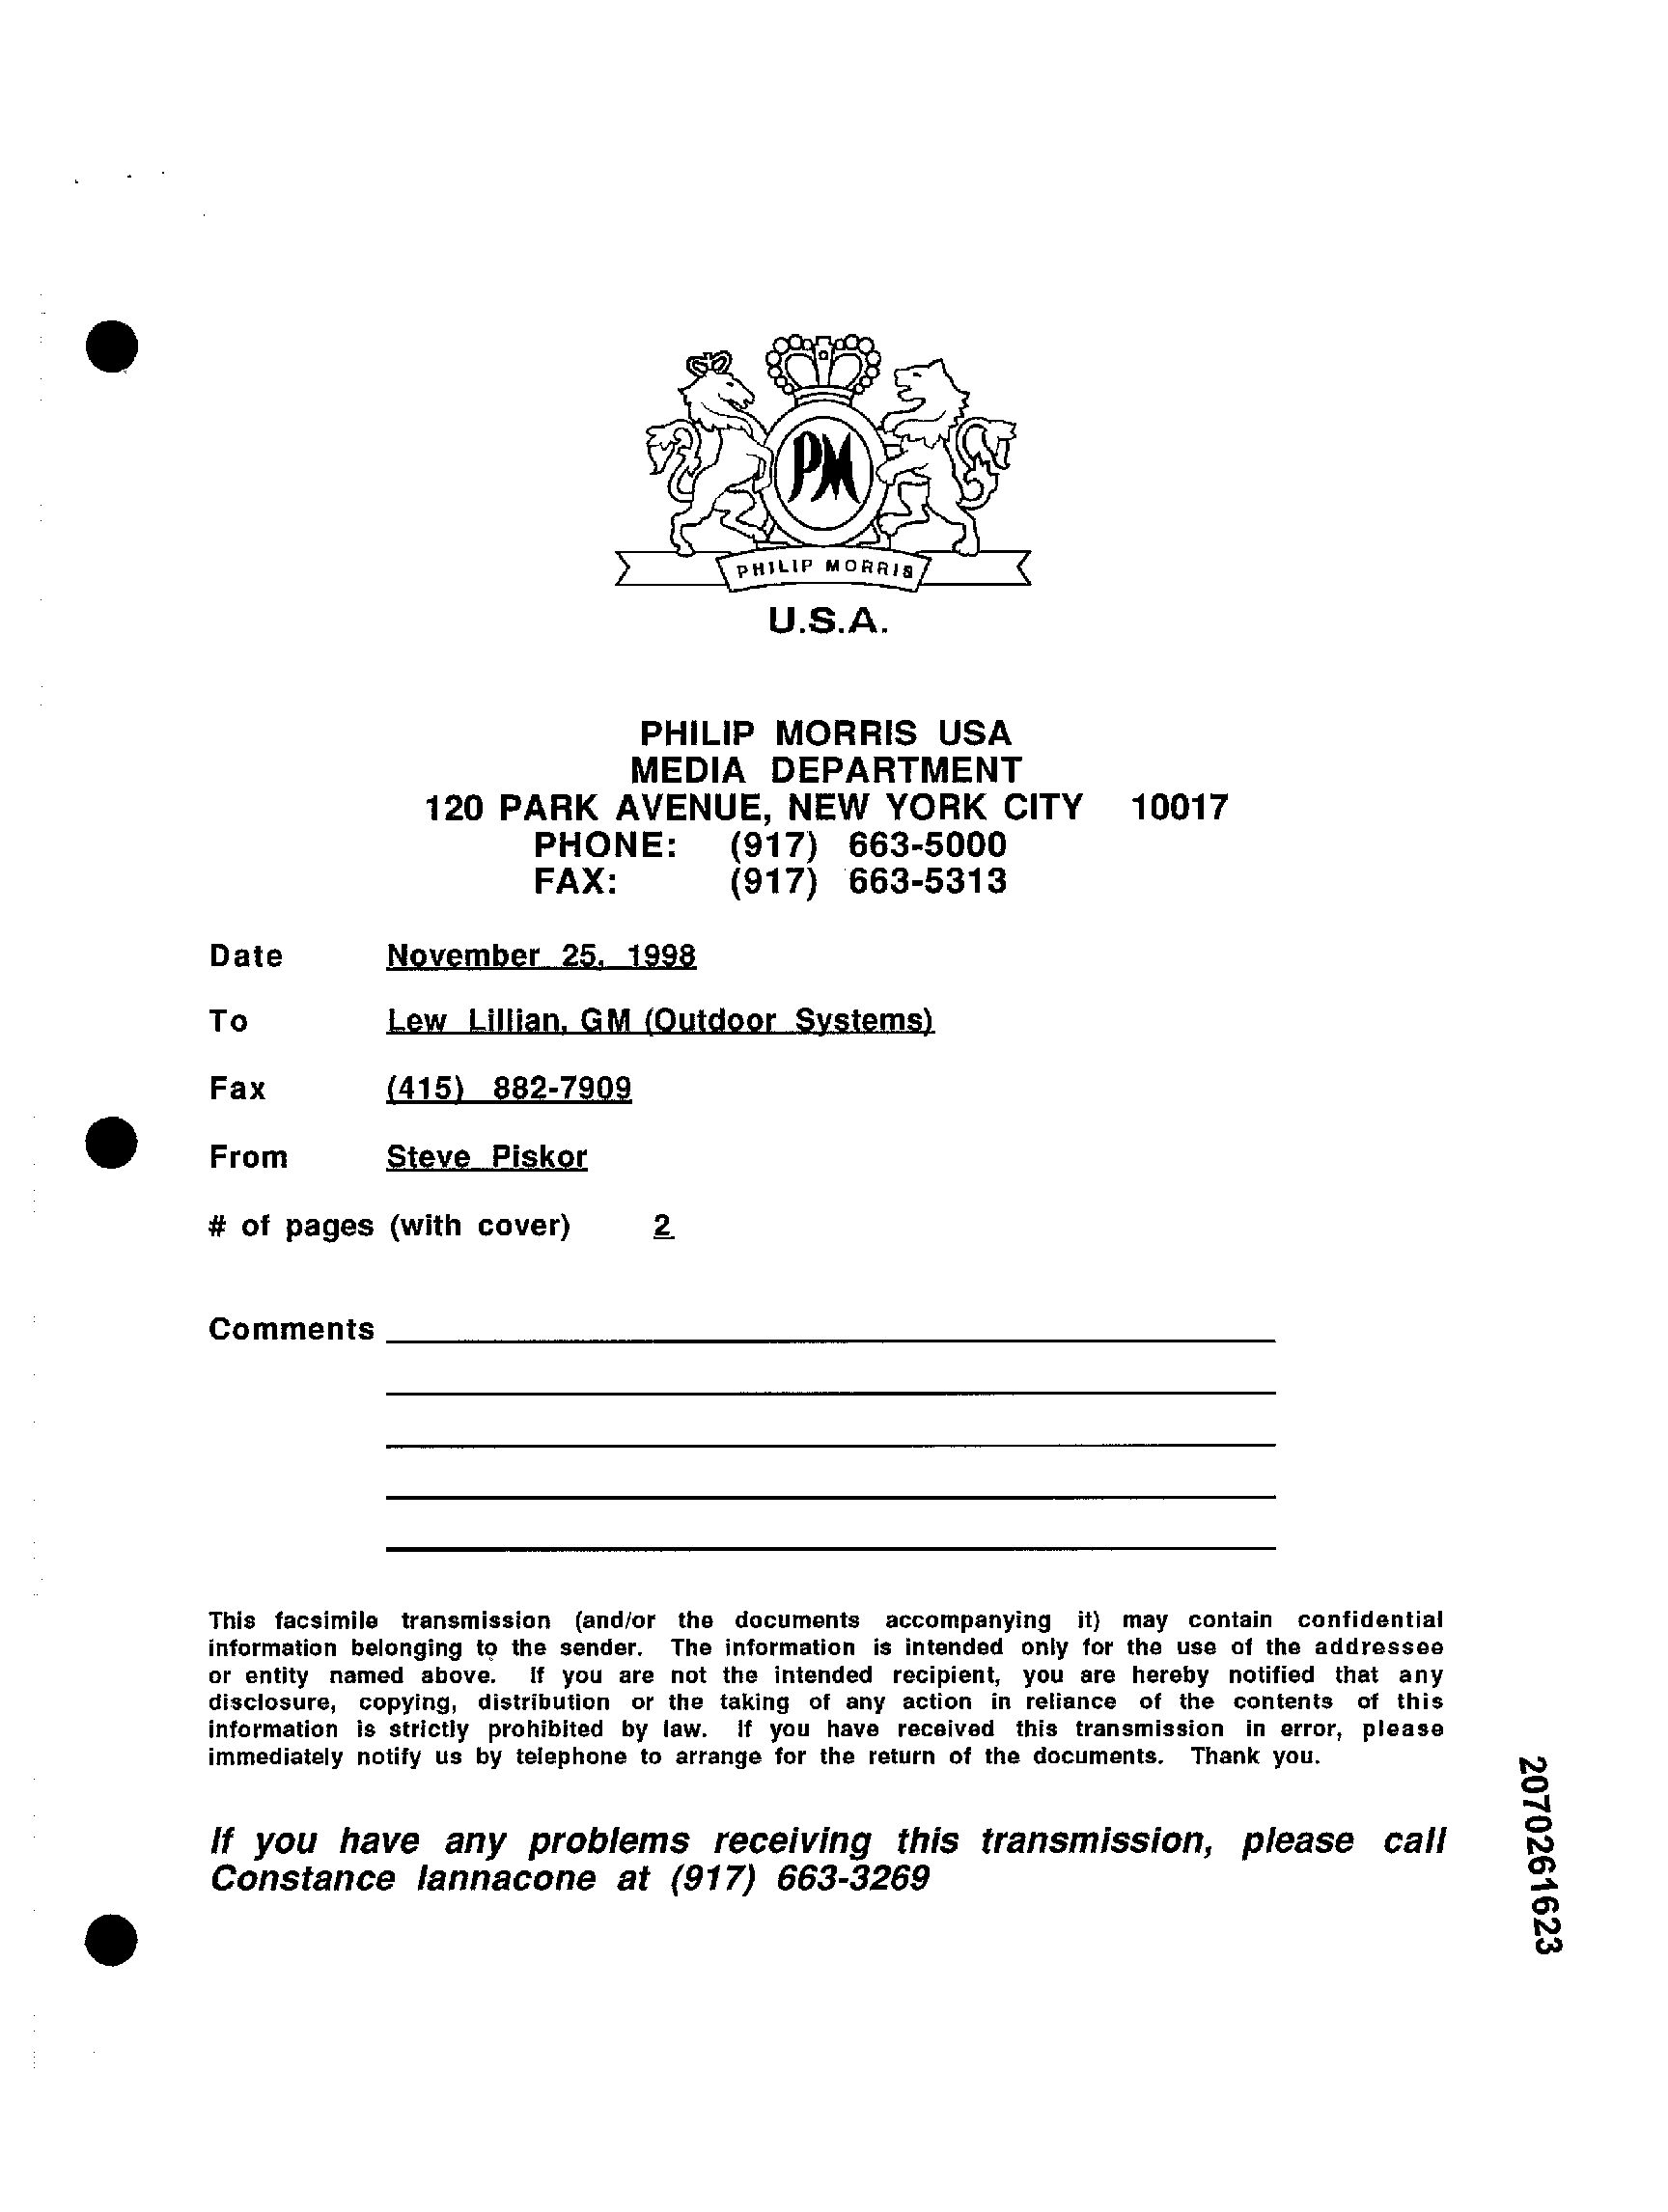 PM
PHILIP MORRIS
U.S.A.
PHILIP MORRIS USA
MEDIA DEPARTMENT
120 PARK AVENUE, NEW YORK CITY 10017
PHONE: (917) 663-5000
FAX: (917) 663-5313
Date November 25, 1998
To Lew Lillian, GM (Outdoor Systems)
Fax (415) 882-7909
From Steve Piskor
# of pages (with cover) 2
Comments
This facsimile transmission (and/or the documents accompanying it) may contain confidential
information belonging to the sender. The information is intended only for the use of the addressee
or entity named above. If you are not the intended recipient, you are hereby notified that any
disclosure, copying, distribution or the taking of any action in reliance of the contents of this
information is strictly prohibited by law. If you have received this transmission in error, please
immediately notify us by telephone to arrange for the return of the documents. Thank you.
If you have any problems receiving this transmission, please call
Constance Iannacone at (917) 663-3269
2070261623